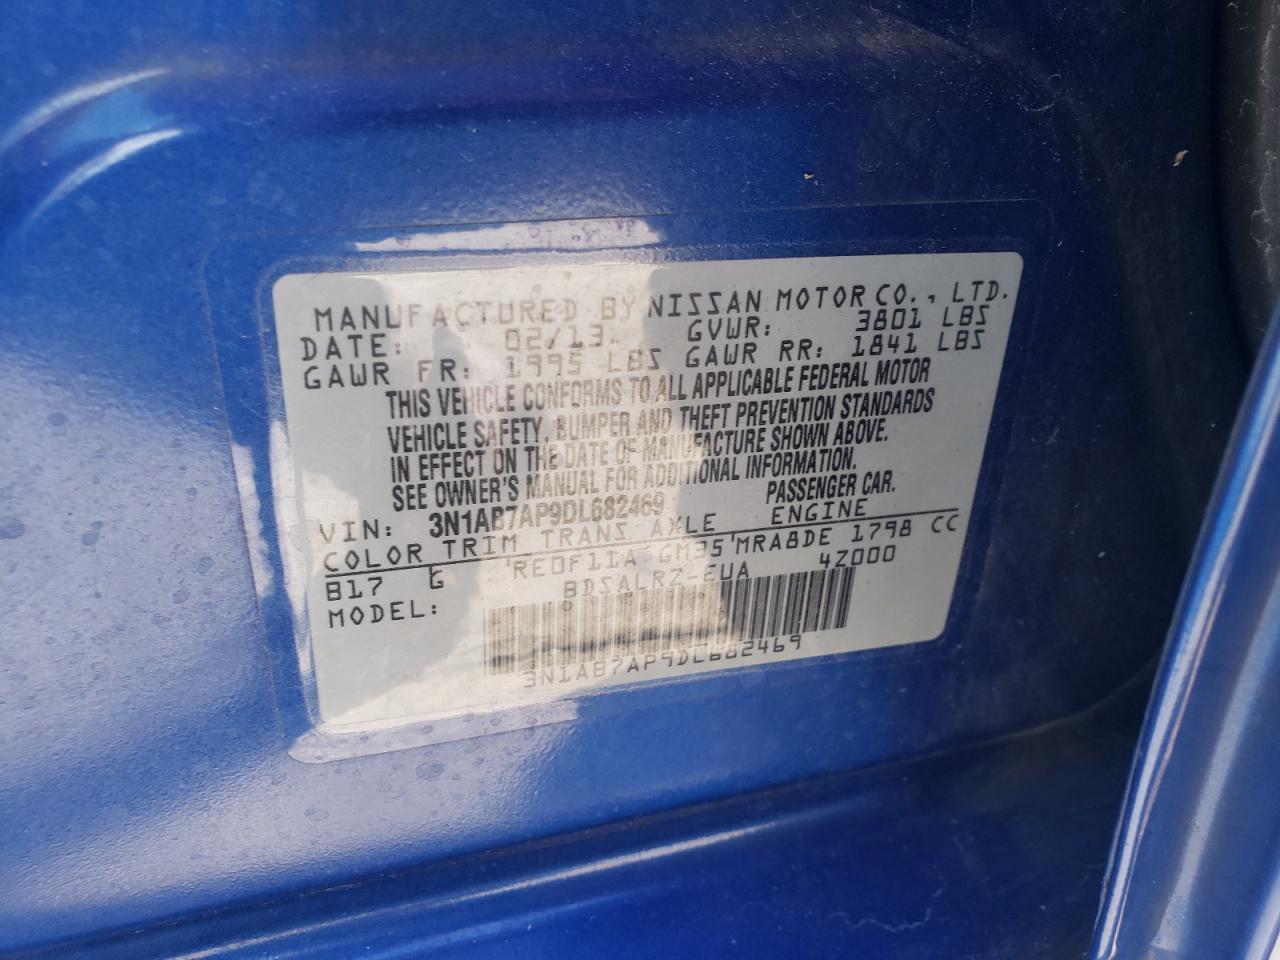 MANUFACTURED BY NISSAN MOTOR CO., LTD.
DATE: 02/13 GVWR: 3801 LBS
GAWR FR: 1995 LBS GAWR RR: 1841 LBS
THIS VEHICLE CONFORMS TO ALL APPLICABLE FEDERAL MOTOR
VEHICLE SAFETY, BUMPER AND THEFT PREVENTION STANDARDS
IN EFFECT ON THE DATE OF MANUFACTURE SHOWN ABOVE.
SEE OWNER'S MANUAL FOR ADDITIONAL INFORMATION.
VIN: 3N1AB7AP9DL682469 PASSENGER CAR.
COLOR TRIM TRANS. AXLE ENGINE
B17 G RE0F11A GM35 MRA8DE 1798 CC
MODEL: BDSALRZ-EUA 4Z000
3N1AB7AP9DL682469